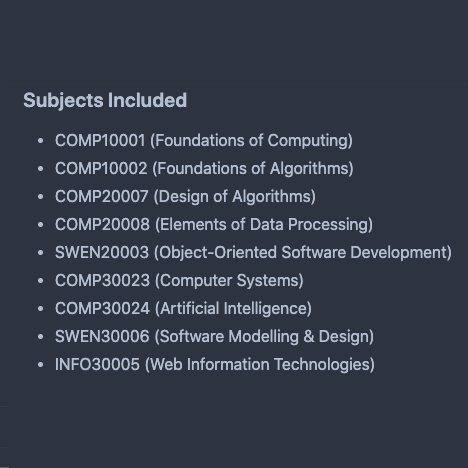 Subjects Included
• COMP10001 (Foundations of Computing)
• COMP10002 (Foundations of Algorithms)
• COMP20007 (Design of Algorithms)
• COMP20008 (Elements of Data Processing)
• SWEN20003 (Object-Oriented Software Development)
• COMP30023 (Computer Systems)
• COMP30024 (Artificial Intelligence)
• SWEN30006 (Software Modelling & Design)
• INFO30005 (Web Information Technologies)